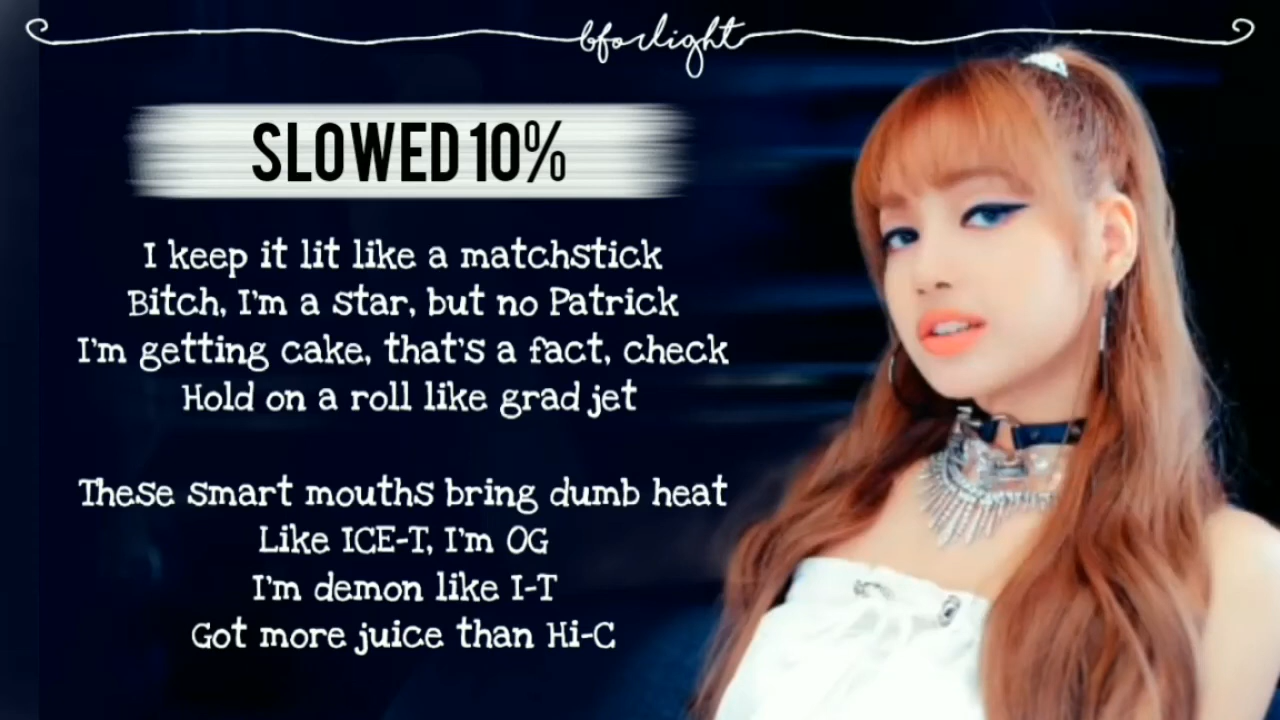 bforlight
SLOWED 10%
I keep it lit like a matchstick
Bitch, I'm a star, but no Patrick
I'm getting cake, that's a fact, check
Hold on a roll like grad jet
These smart mouths bring dumb heat
Like ICE-T, I'm OG
I'm demon like I-T
Got more juice than Hi-C